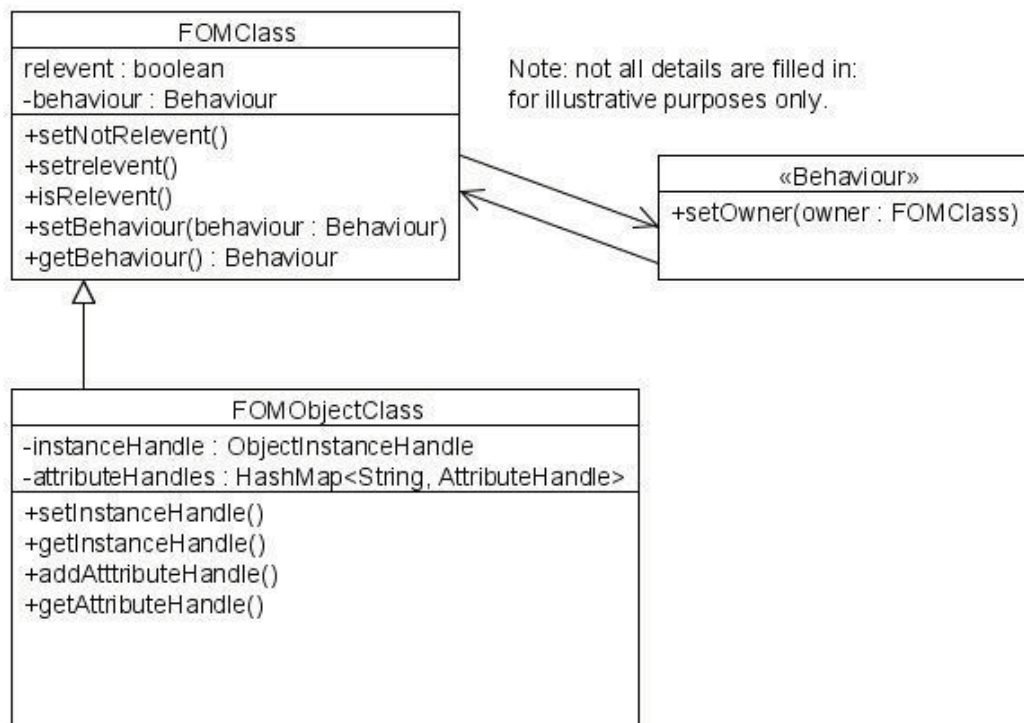 FOMClass
relevent : boolean
-behaviour : Behaviour
+setNotRelevent()
+setrelevent()
+isRelevent()
+setBehaviour(behaviour : Behaviour)
+getBehaviour() : Behaviour
Note: not all details are filled in:
for illustrative purposes only.
«Behaviour»
+setOwner(owner : FOMClass)
FOMObjectClass
-instanceHandle : ObjectInstanceHandle
-attributeHandles : HashMap<String, AttributeHandle>
+setInstanceHandle()
+getInstanceHandle()
+addAtttributeHandle()
+getAttributeHandle()